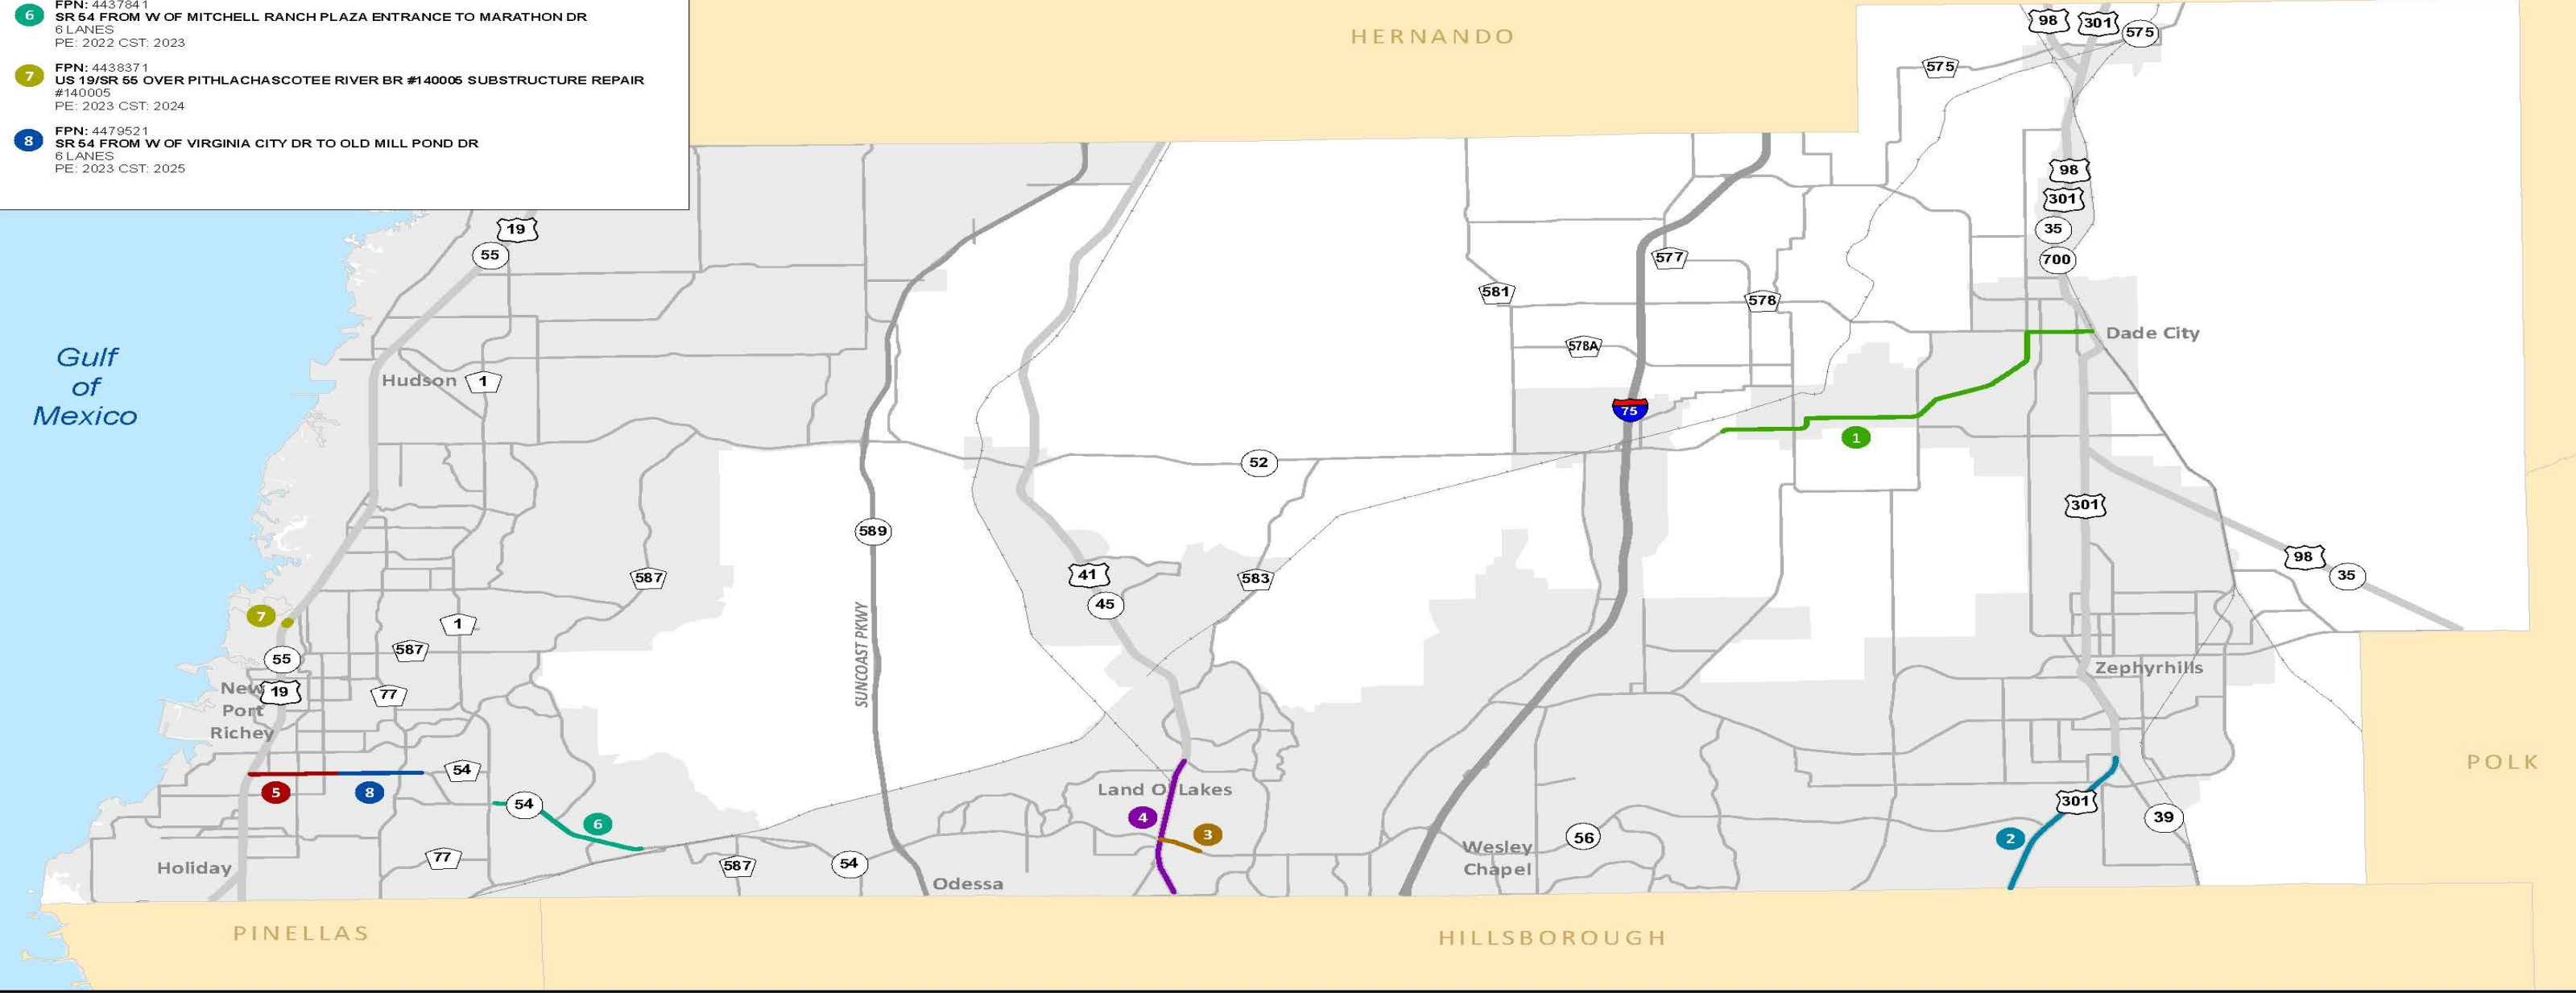 6
FPN: 4437841
SR 54 FROM W OF MITCHELL RANCH PLAZA ENTRANCE TO MARATHON DR
6 LANES
PE: 2022 CST: 2023
7
FPN: 4438371
US 19/SR 55 OVER PITHLACHASCOTEE RIVER BR #140005 SUBSTRUCTURE REPAIR
#140005
PE: 2023 CST: 2024
8
FPN: 4479521
SR 54 FROM W OF VIRGINIA CITY DR TO OLD MILL POND DR
6 LANES
PE: 2023 CST: 2025
HERNANDO
98
301
575
575
98
301
35
700
19
55
577
581
578
578A
Gulf
of
Mexico
Hudson
1
Dade City
75
1
52
301
589
98
35
587
41
45
583
7
1
587
55
SUNCOAST PKWY
New
Port
Richey
19
77
Zephyrhills
POLK
54
5
8
54
6
Land O Lakes
4
3
301
2
39
56
Wesley
Chapel
Holiday
77
587
54
Odessa
PINELLAS
HILLSBOROUGH